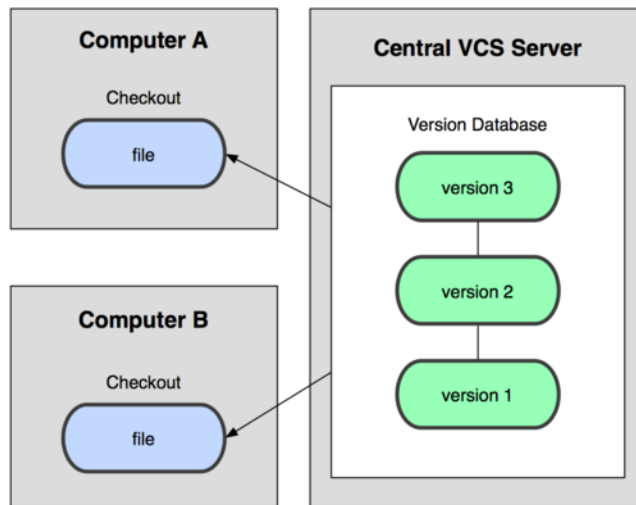 Computer A
Checkout
file
Computer B
Checkout
file
Central VCS Server
Version Database
version 3
version 2
version 1